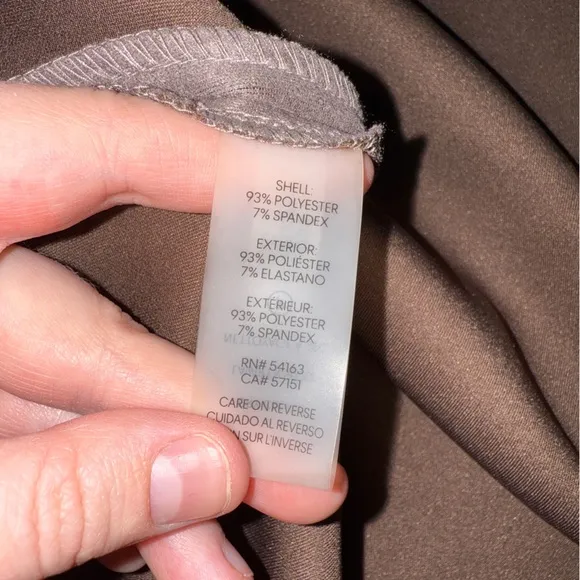 SHELL:
93% POLYESTER
7% SPANDEX
EXTERIOR:
93% POLIÉSTER
7% ELASTANO
EXTÉRIEUR:
93% POLYESTER
7% SPANDEX
RN# 54163
CA# 57151
CARE ON REVERSE
CUIDADO AL REVERSO
SUR L'INVERSE